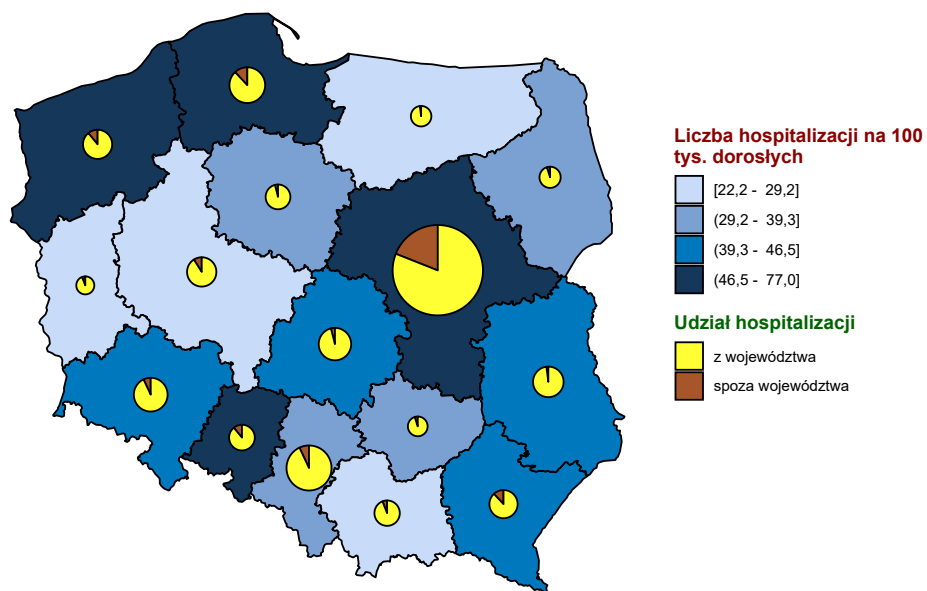 Liczba hospitalizacji na 100
tys. dorosłych
[22,2 - 29,2]
(29,2 - 39,3]
(39,3 - 46,5]
(46,5 - 77,0]
Udział hospitalizacji
z województwa
spoza województwa